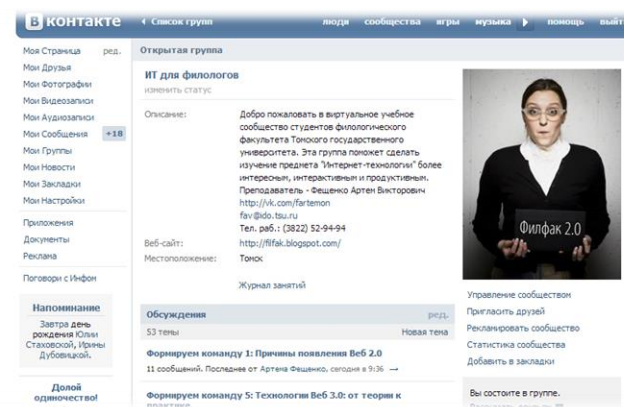 В контакте
Список групп
люди сообщества игры музыка помощь
Моя Страница ред.
Мои Друзья
Мои Фотографии
Мои Видеозаписи
Мои Аудиозаписи
Мои Сообщения +18
Мои Группы
Мои Новости
Мои Закладки
Мои Настройки
Приложения
Документы
Реклама
Поговори с Инфом
Напоминание
Завтра день
рождения Юлии
Стаховской, Ирины
Дубовицкой.
Долой
одиночество!
Открытая группа
ИТ для филологов
изменить статус
Описание:
Добро пожаловать в виртуальное учебное
сообщество студентов филологического
факультета Томского государственного
университета. Эта группа поможет сделать
изучение предмета "Интернет-технологии" более
интересным, интерактивным и продуктивным.
Преподаватель - Фещенко Артем Викторович
http://vk.com/fartemon
fav@ido.tsu.ru
Тел. раб.: (3822) 52-94-94
Веб-сайт: http://filfak.blogspot.com/
Местоположение: Томск
Журнал занятий
Обсуждения ред.
53 темы Новая тема
Формируем команду 1: Причины появления Веб 2.0
11 сообщений. Последнее от Артема Фещенко, сегодня в 9:36 →
Формируем команду 5: Технологии Веб 3.0: от теории к
Филфак 2.0
Управление сообществом
Пригласить друзей
Рекламировать сообщество
Статистика сообщества
Добавить в закладки
Вы состоите в группе.